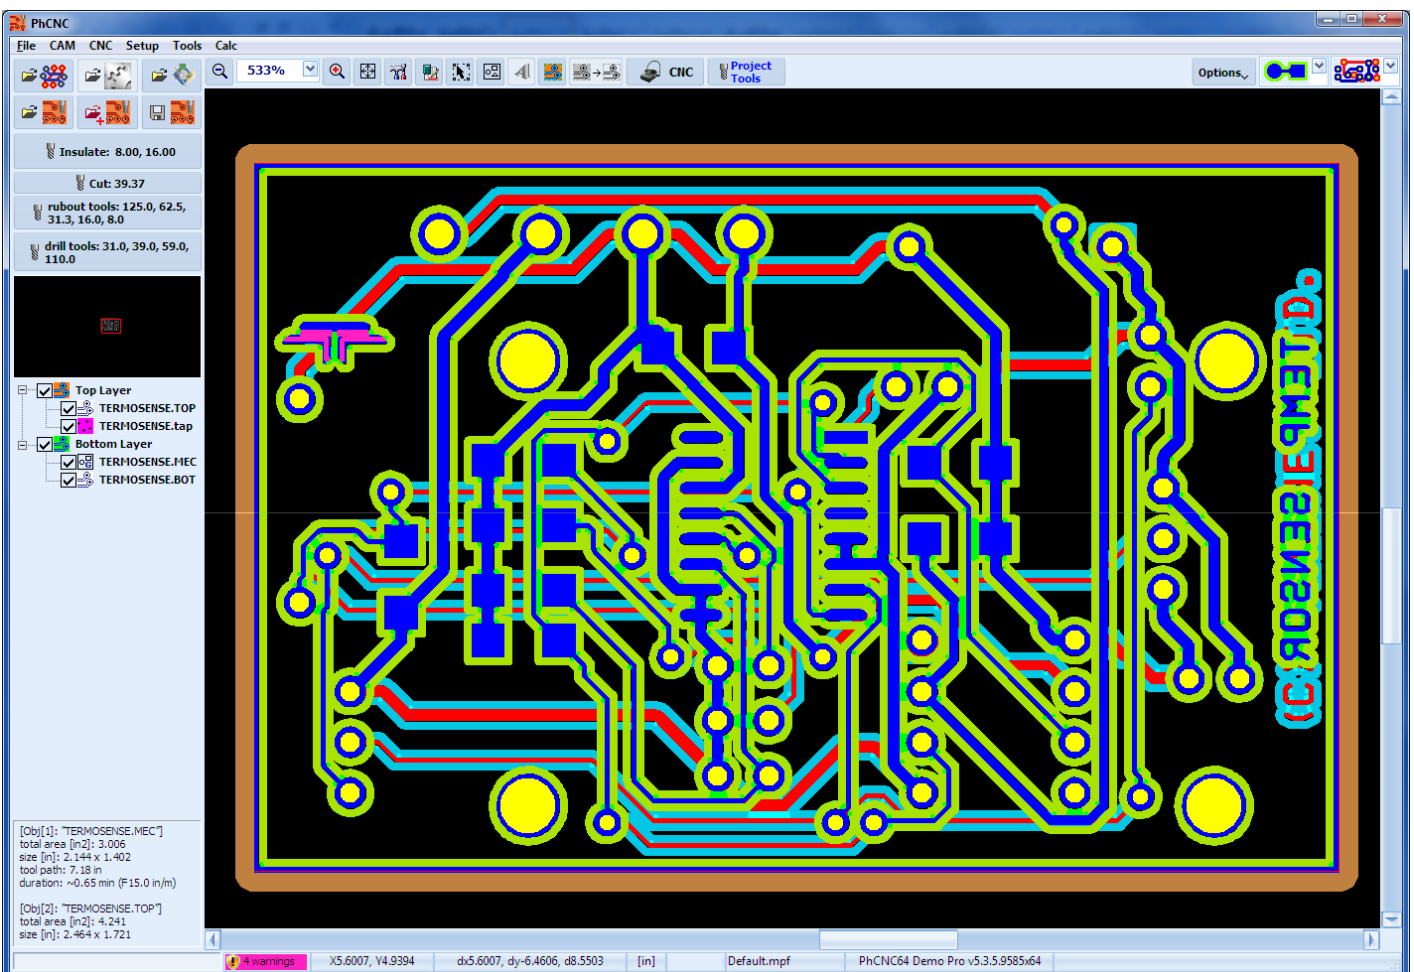 PhCNC
File CAM CNC Setup Tools Calc
533%
CNC
Project
Tools
Options
Insulate: 8.00, 16.00
Cut: 39.37
rubout tools: 125.0, 62.5,
31.3, 16.0, 8.0
drill tools: 31.0, 39.0, 59.0,
110.0
Top Layer
TERMOSENSE.TOP
TERMOSENSE.tap
Bottom Layer
TERMOSENSE.MEC
TERMOSENSE.BOT
[Obj[1]: "TERMOSENSE.MEC"]
total area [in2]: 3.006
size [in]: 2.144 x 1.402
tool path: 7.18 in
duration: ~0.65 min (F15.0 in/m)
[Obj[2]: "TERMOSENSE.TOP"]
total area [in2]: 4.241
size [in]: 2.464 x 1.721
4 warnings X5.6007, Y4.9394 dx5.6007, dy-6.4606, d8.5503 [in] Default.mpf PhCNC64 Demo Pro v5.3.5.9585x64